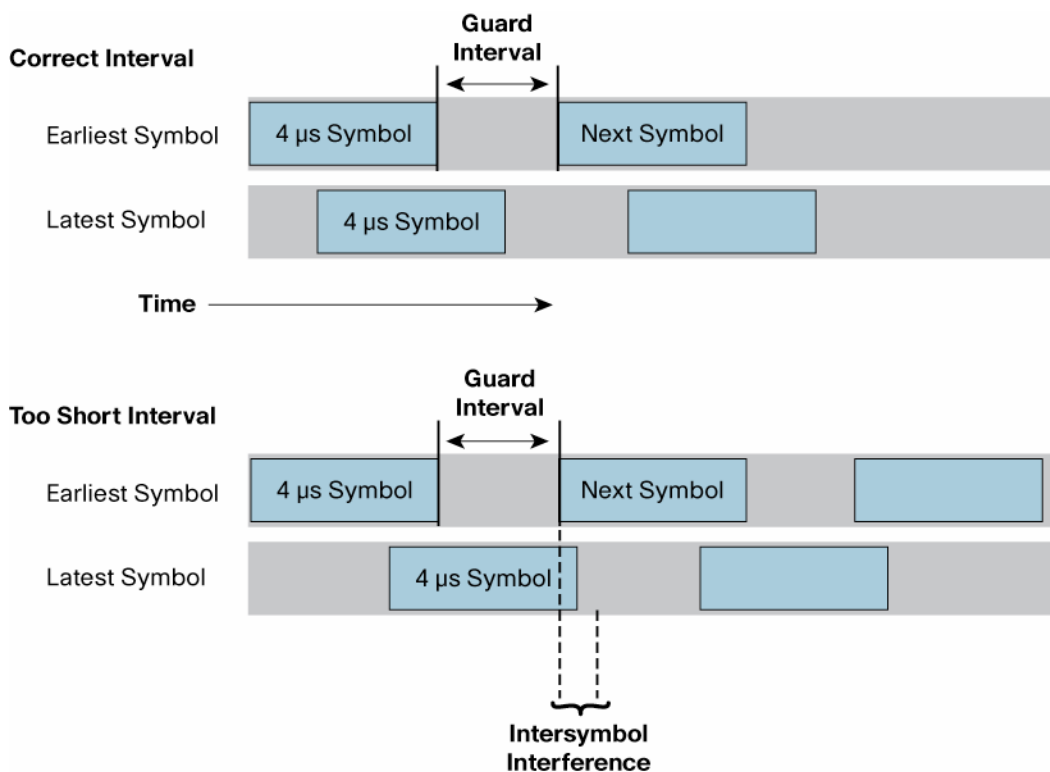 Guard
Interval
Correct Interval
Earliest Symbol
4 µs Symbol
Next Symbol
Latest Symbol
4 µs Symbol
Time
Guard
Interval
Too Short Interval
Earliest Symbol
4 µs Symbol
Next Symbol
Latest Symbol
4 µs Symbol
Intersymbol
Interference